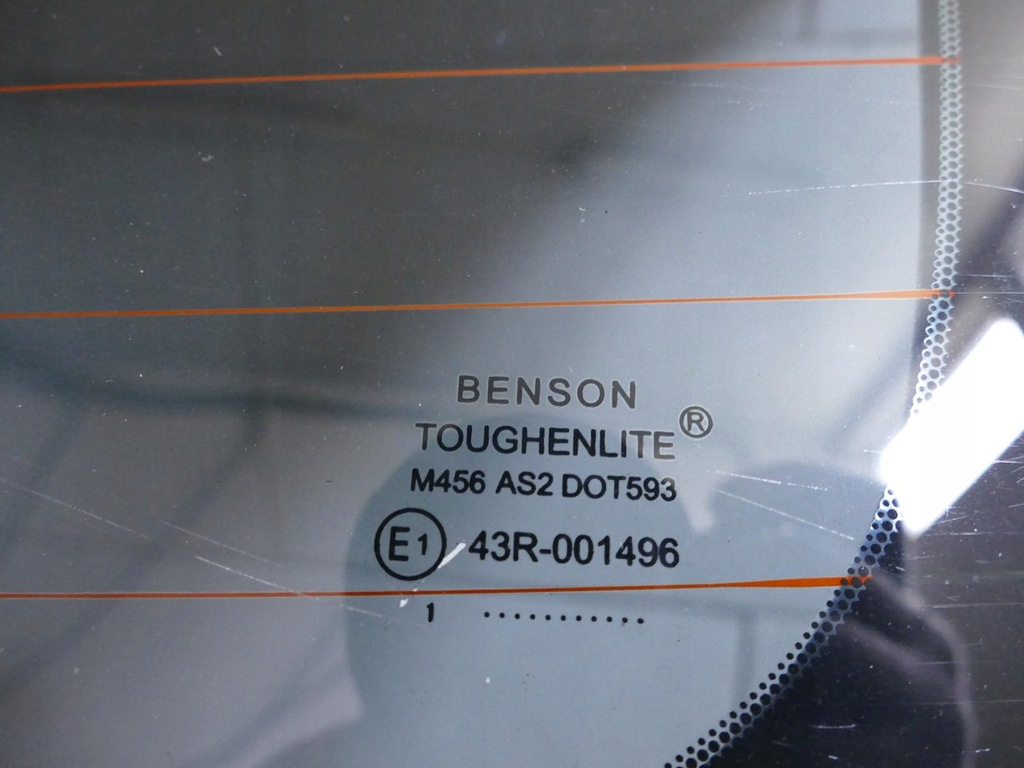 BENSON
TOUGHENLITE®
M456 AS2 DOT593
E1 43R-001496
1 ...........